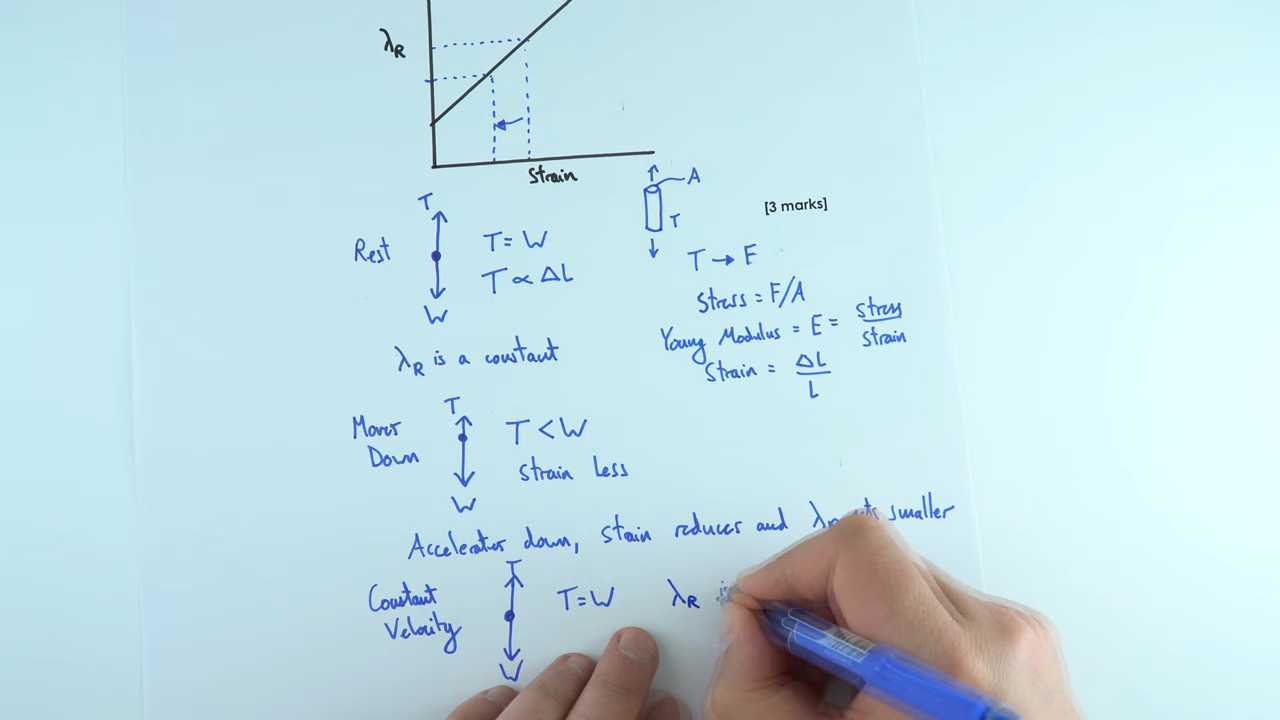 λR
Strain
A
T
[3 marks]
T
Rest
T = W
T ∝ ΔL
W
T → F
Stress = F/A
Young Modulus = E = stress/strain
Strain = ΔL/L
λR is a constant
T
Moves Down
T < W
Strain Less
W
Accelerates down, strain reduces and λR smaller
T
Constant Velocity
T = W
λR is
W